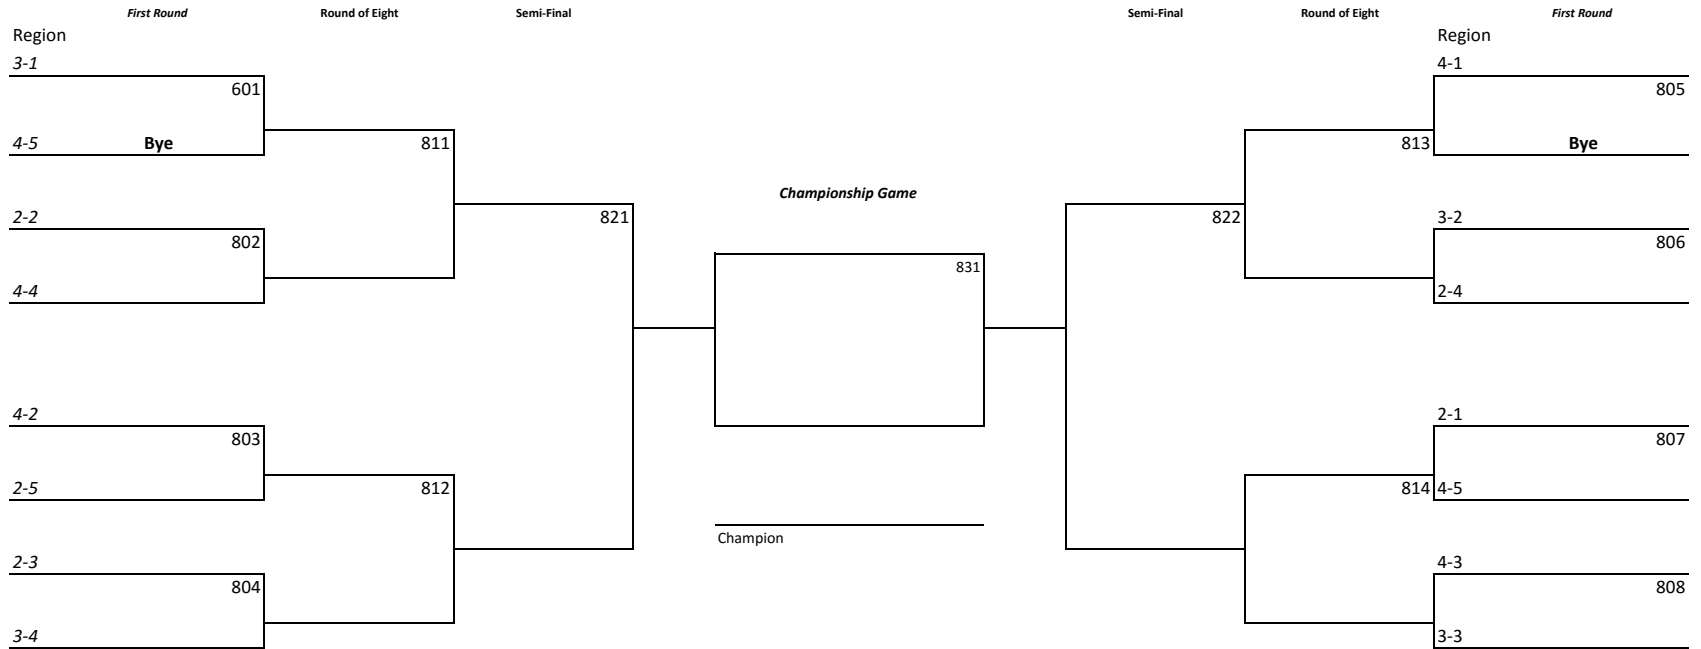 First Round Round of Eight Semi-Final Semi-Final Round of Eight First Round
Region Region
3-1 4-1
601 805
4-5 Bye 811 813 Bye
Championship Game
2-2 821 822 3-2
802 806
831
4-4 2-4
4-2 2-1
803 807
2-5 812 814 4-5
Champion
2-3 4-3
804 808
3-4 3-3